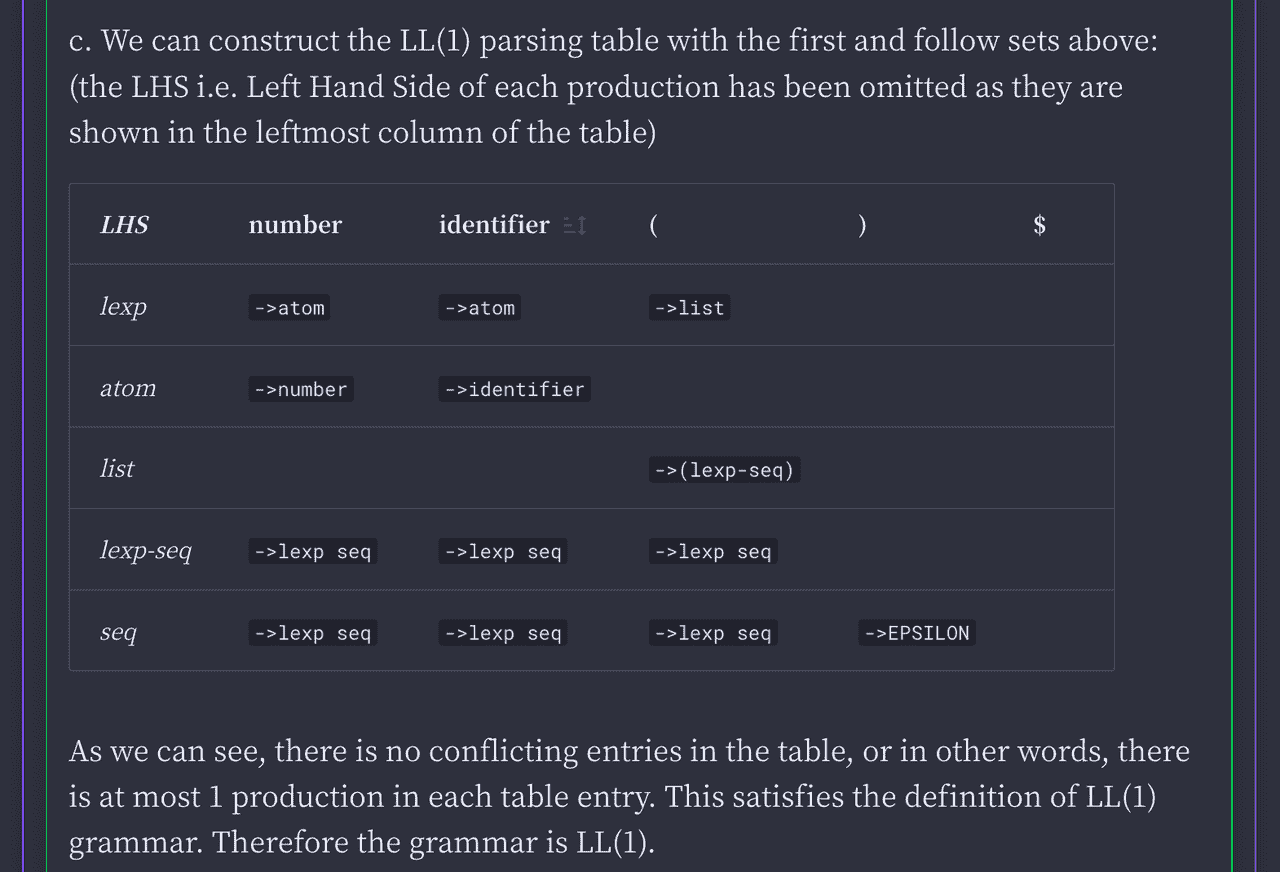 c. We can construct the LL(1) parsing table with the first and follow sets above:
(the LHS i.e. Left Hand Side of each production has been omitted as they are
shown in the leftmost column of the table)
LHS number identifier ( ) $
lexp ->atom ->atom ->list
atom ->number ->identifier
list ->(lexp-seq)
lexp-seq ->lexp seq ->lexp seq ->lexp seq
seq ->lexp seq ->lexp seq ->lexp seq ->EPSILON
As we can see, there is no conflicting entries in the table, or in other words, there
is at most 1 production in each table entry. This satisfies the definition of LL(1)
grammar. Therefore the grammar is LL(1).